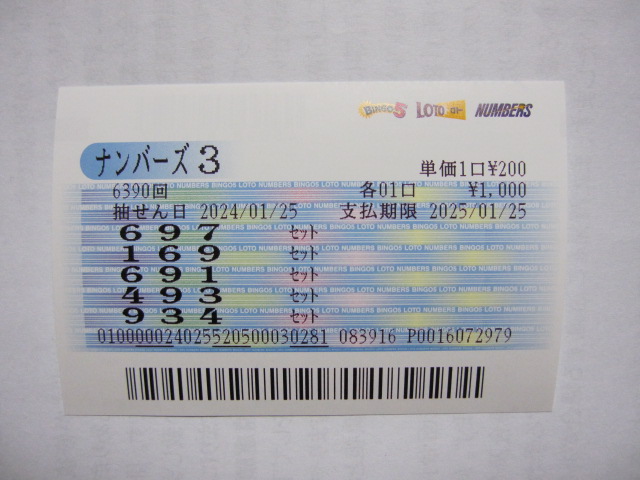 BINGO5 LOTO ロト NUMBERS
ナンバーズ3
単価1口¥200
6390回 各01口 ¥1,000
抽せん日 2024/01/25 支払期限 2025/01/25
697 セット
169 セット
691 セット
493 セット
934 セット
010000024025520500030281 083916 P0016072979